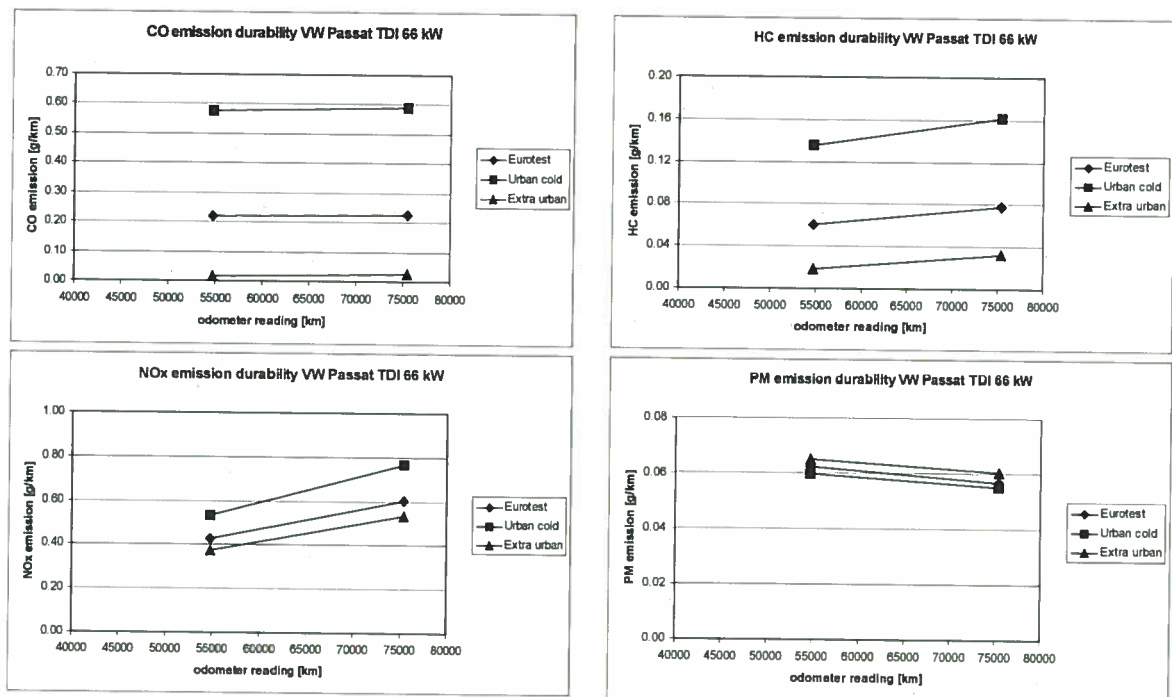 CO emission durability VW Passat TDI 66 kW
CO emission [g/km]
0.70
0.60
0.50
0.40
0.30
0.20
0.10
0.00
40000 45000 50000 55000 60000 65000 70000 75000 80000
odometer reading [km]
Eurotest
Urban cold
Extra urban
HC emission durability VW Passat TDI 66 kW
HC emission [g/km]
0.20
0.16
0.12
0.08
0.04
0.00
40000 45000 50000 55000 60000 65000 70000 75000 80000
odometer reading [km]
Eurotest
Urban cold
Extra urban
NOx emission durability VW Passat TDI 66 kW
NOx emission [g/km]
1.00
0.80
0.60
0.40
0.20
0.00
40000 45000 50000 55000 60000 65000 70000 75000 80000
odometer reading [km]
Eurotest
Urban cold
Extra urban
PM emission durability VW Passat TDI 66 kW
PM emission [g/km]
0.08
0.06
0.04
0.02
0.00
40000 45000 50000 55000 60000 65000 70000 75000 80000
odometer reading [km]
Eurotest
Urban cold
Extra urban